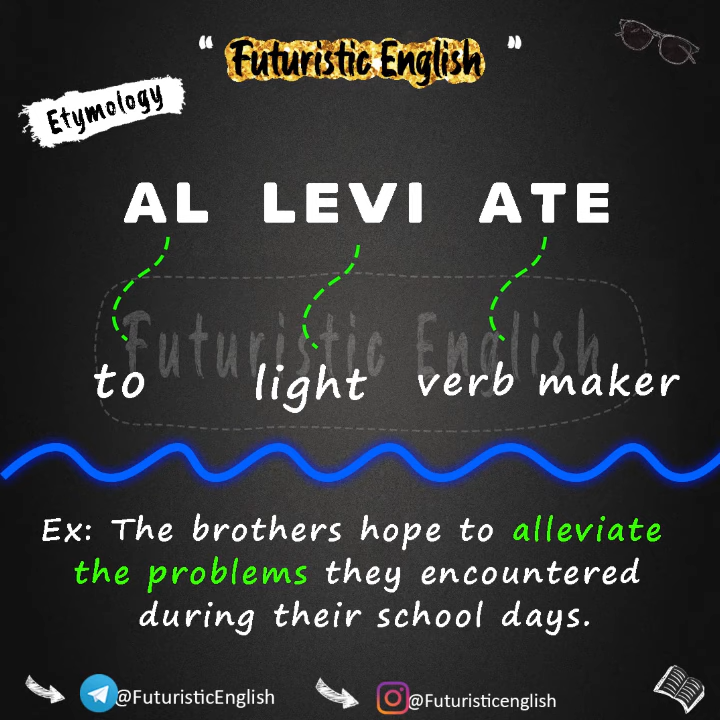 “ Futuristic English ”
Etymology
AL LEVI ATE
Futuristic English
to light verb maker
Ex: The brothers hope to alleviate
the problems they encountered
during their school days.
@FuturisticEnglish @Futuristicenglish